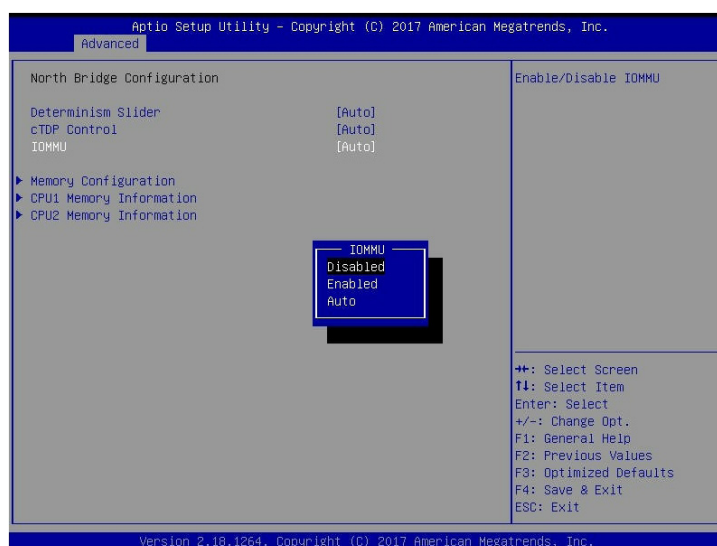 Aptio Setup Utility – Copyright (C) 2017 American Megatrends, Inc.
Advanced
North Bridge Configuration
Determinism Slider [Auto]
cTDP Control [Auto]
IOMMU [Auto]
Memory Configuration
CPU1 Memory Information
CPU2 Memory Information
IOMMU
Disabled
Enabled
Auto
Enable/Disable IOMMU
→←: Select Screen
↑↓: Select Item
Enter: Select
+/-: Change Opt.
F1: General Help
F2: Previous Values
F3: Optimized Defaults
F4: Save & Exit
ESC: Exit
Version 2.18.1264. Copyright (C) 2017 American Megatrends, Inc.